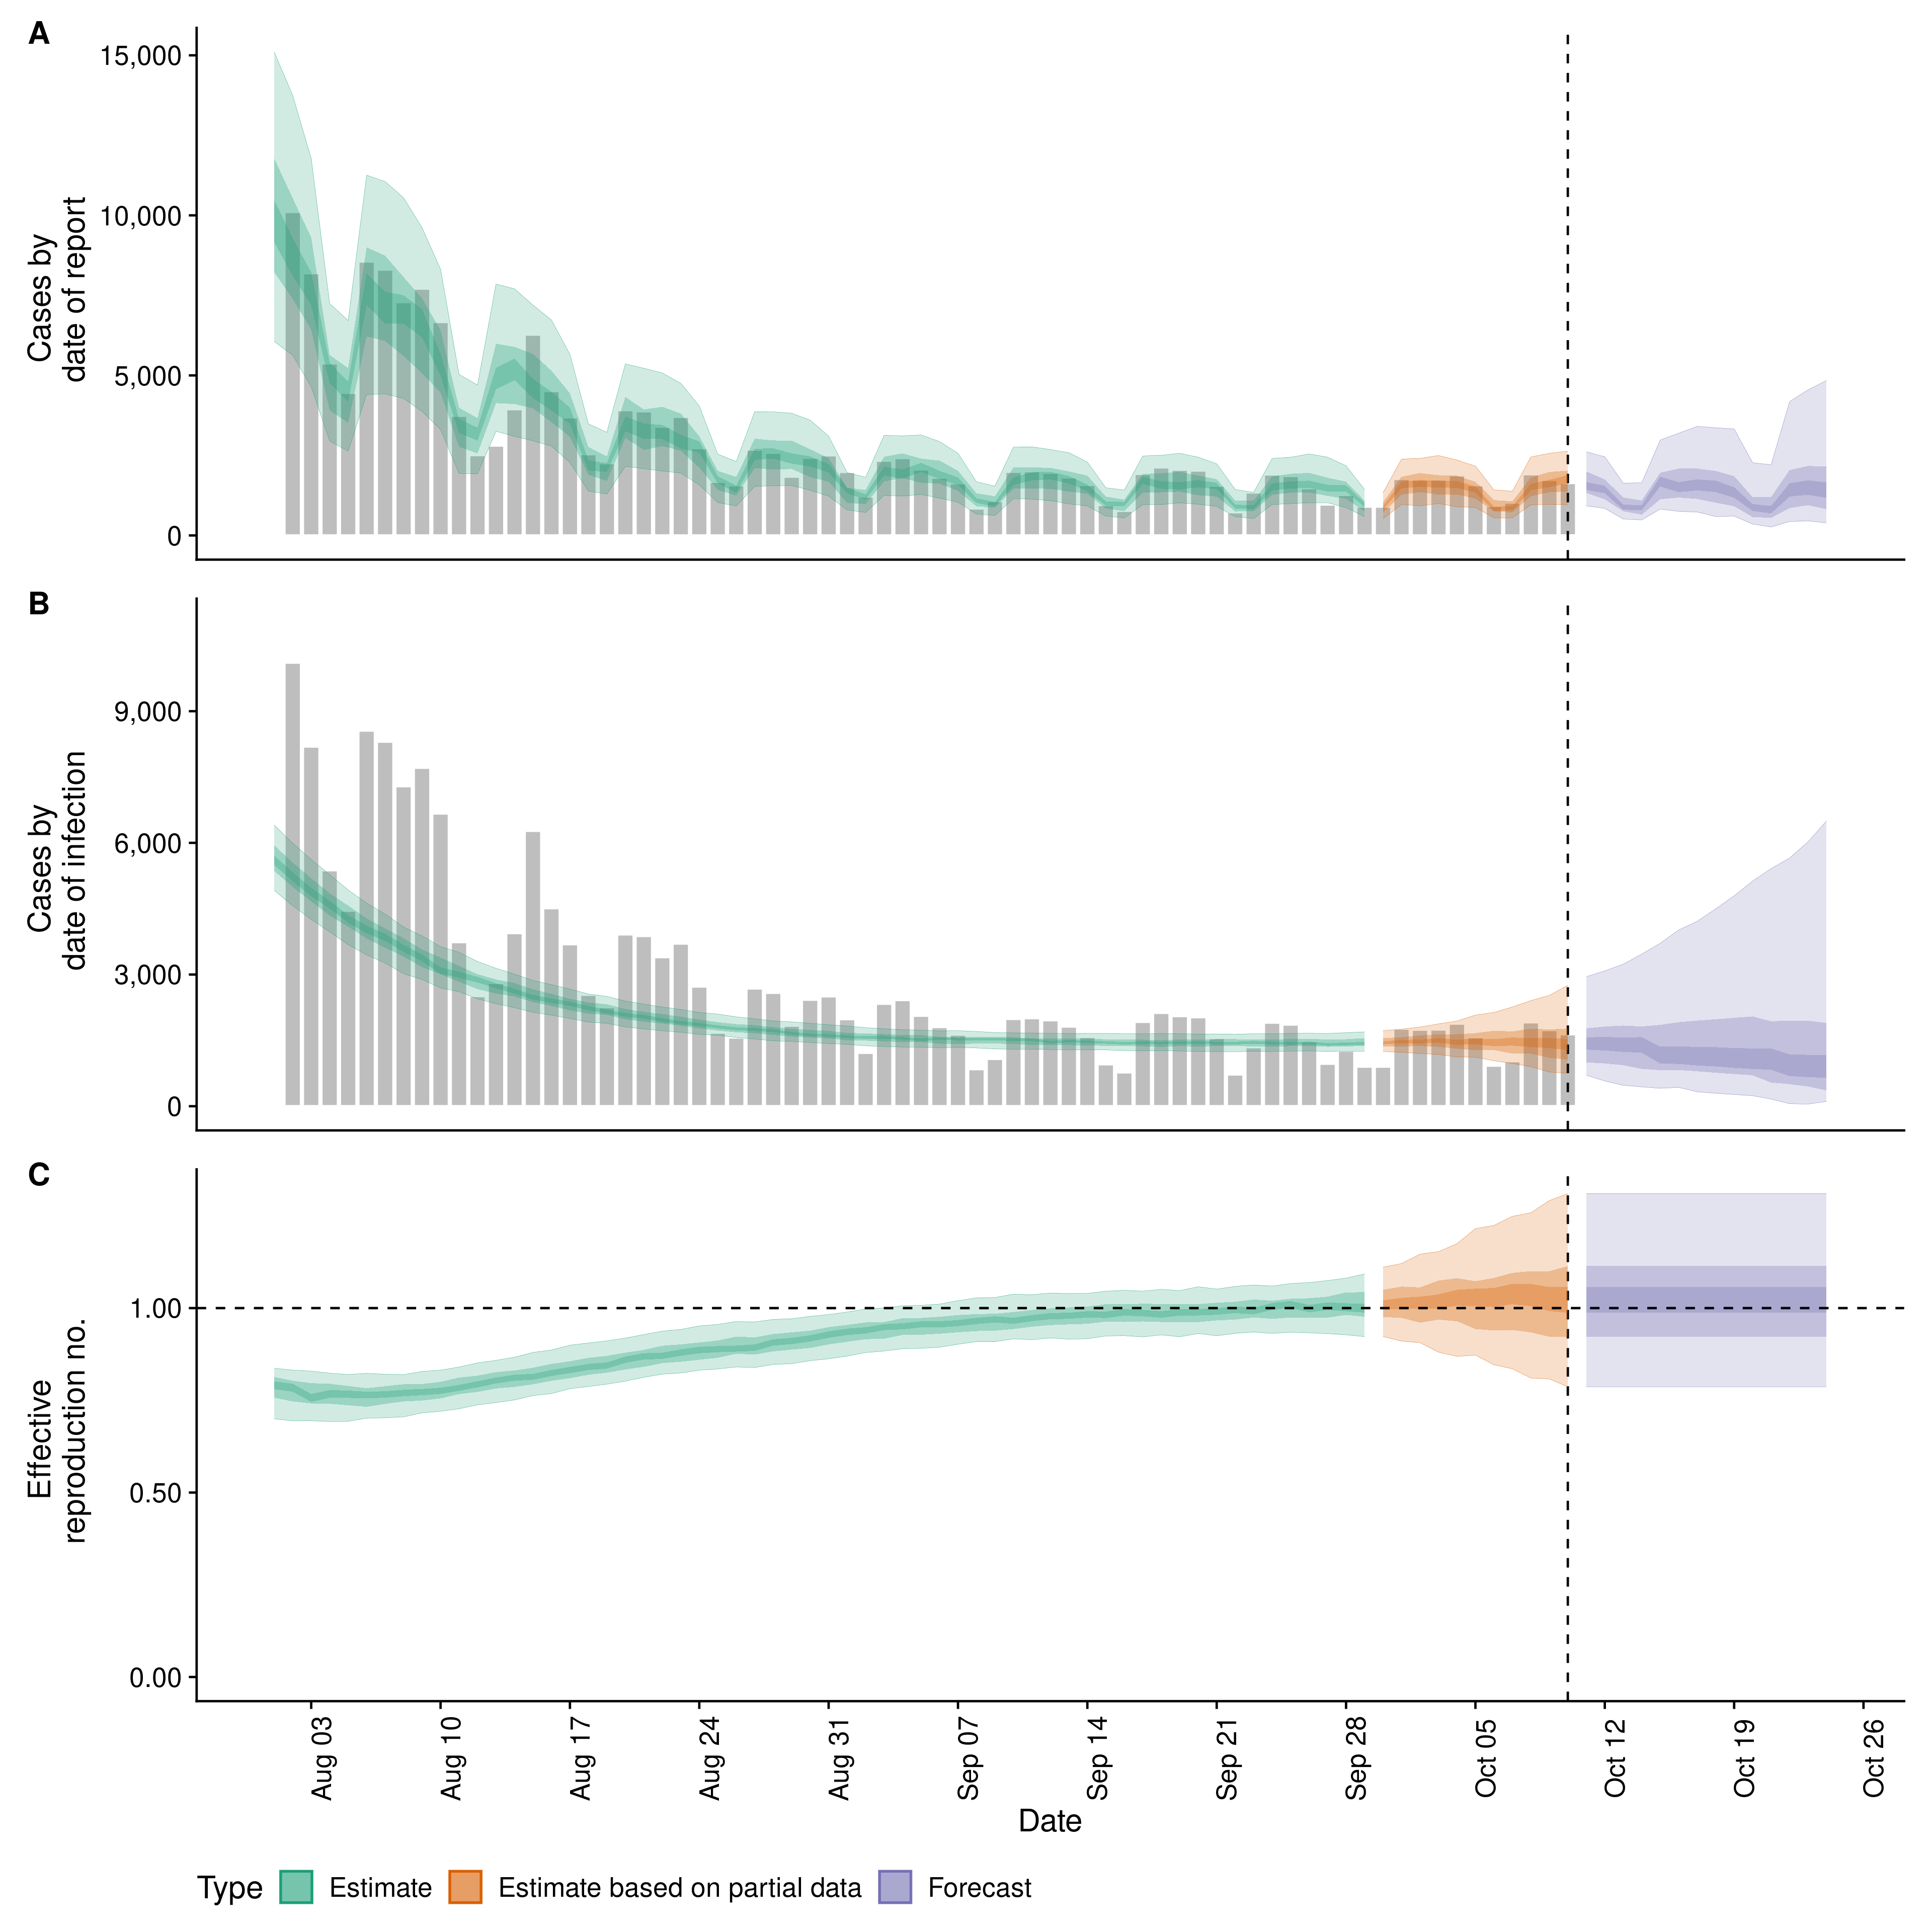 A
15,000
10,000
5,000
0
Cases by
date of report
B
9,000
6,000
3,000
0
Cases by
date of infection
C
1.00
0.50
0.00
Effective
reproduction no.
Aug 03
Aug 10
Aug 17
Aug 24
Aug 31
Sep 07
Sep 14
Sep 21
Sep 28
Oct 05
Oct 12
Oct 19
Oct 26
Date
Type Estimate Estimate based on partial data Forecast